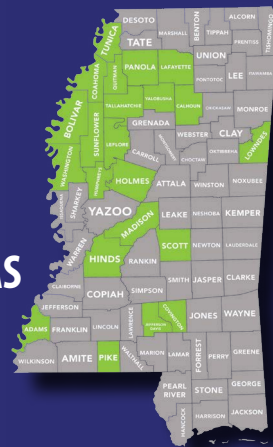 DESOTO
BENTON
ALCORN
TISHOMINGO
TUNICA
MARSHALL
TIPPAH
PRENTISS
TATE
UNION
COAHOMA
QUITMAN
PANOLA
LAFAYETTE
PONTOTOC
LEE
ITAWAMBA
BOLIVAR
TALLAHATCHIE
YALOBUSHA
CALHOUN
CHICKASAW
MONROE
SUNFLOWER
LEFLORE
GRENADA
WEBSTER
CLAY
WASHINGTON
HUMPHREYS
CARROLL
MONTGOMERY
CHOCTAW
OKTIBBEHA
LOWNDES
HOLMES
ATTALA
WINSTON
NOXUBEE
SHARKEY
YAZOO
MADISON
LEAKE
NESHOBA
KEMPER
WARREN
HINDS
RANKIN
SCOTT
NEWTON
LAUDERDALE
AS
CLAIBORNE
COPIAH
SIMPSON
SMITH
JASPER
CLARKE
JEFFERSON
ADAMS
FRANKLIN
LINCOLN
LAWRENCE
JEFFERSON DAVIS
COVINGTON
JONES
WAYNE
WILKINSON
AMITE
PIKE
WALTHALL
MARION
LAMAR
FORREST
PERRY
GREENE
PEARL
RIVER
STONE
GEORGE
HANCOCK
HARRISON
JACKSON